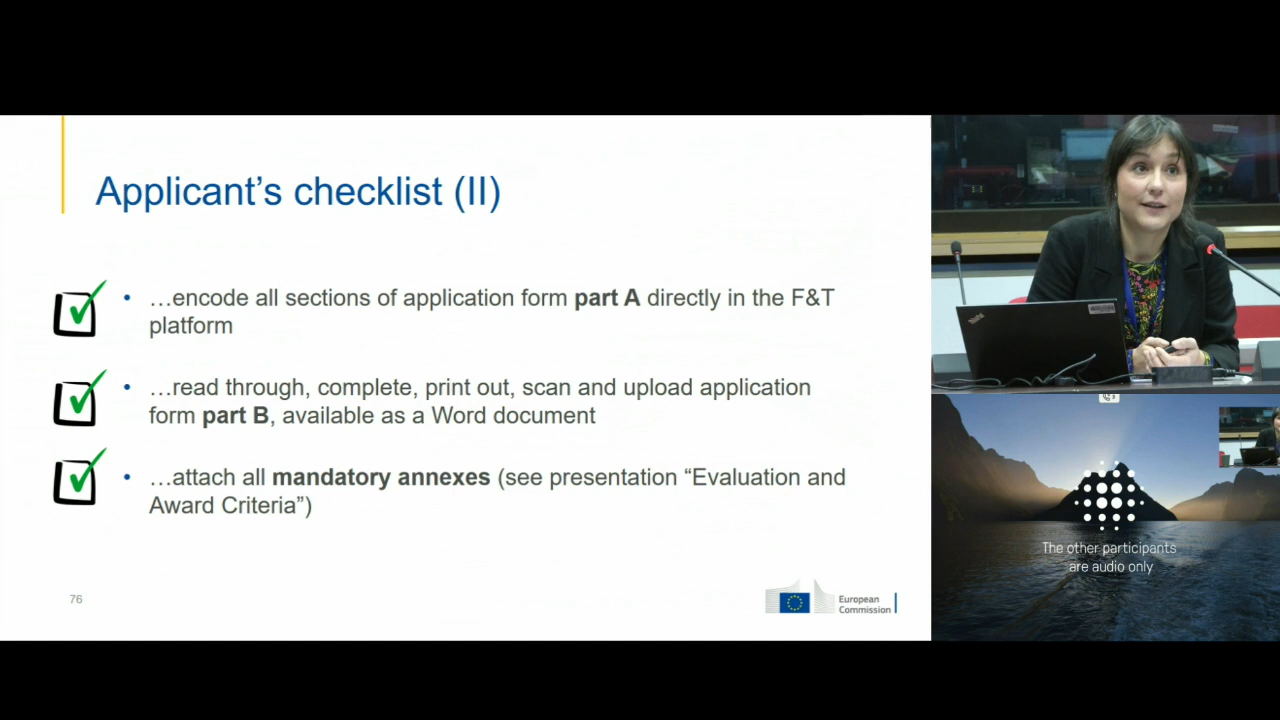 Applicant’s checklist (II)
• …encode all sections of application form part A directly in the F&T
platform
• …read through, complete, print out, scan and upload application
form part B, available as a Word document
• …attach all mandatory annexes (see presentation “Evaluation and
Award Criteria”)
76
European
Commission
ThinkPad
The other participants
are audio only